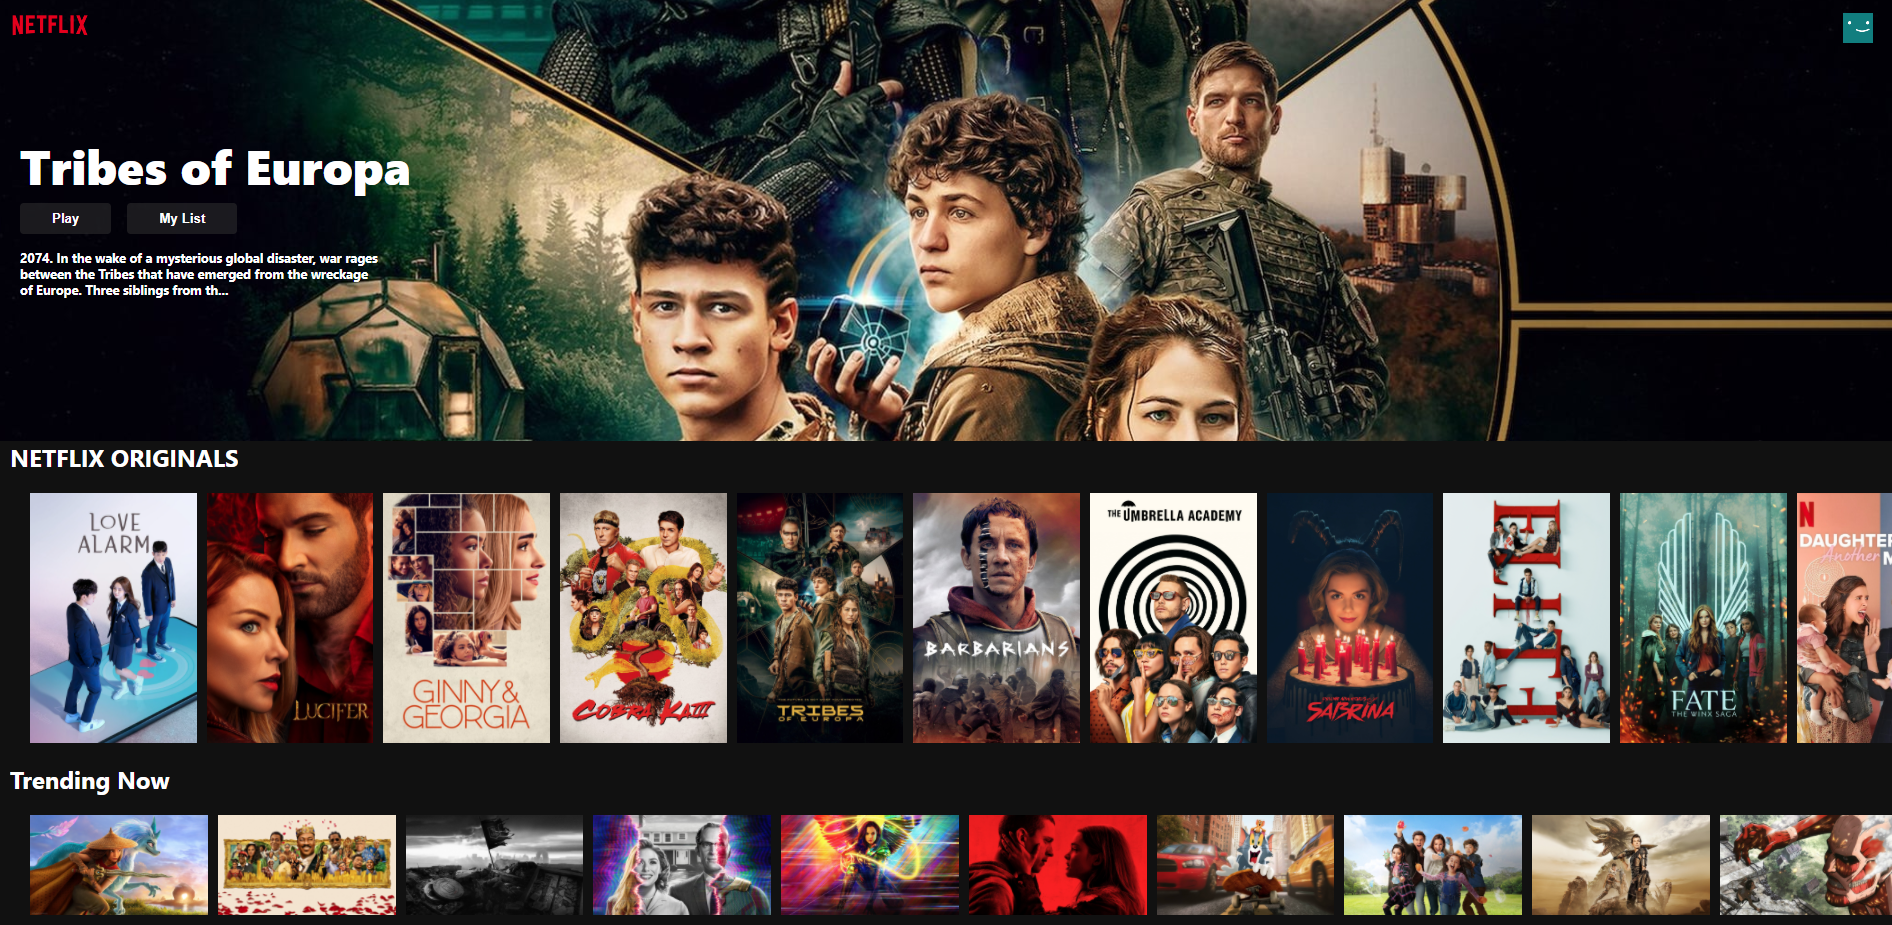 NETFLIX
Tribes of Europa
Play
My List
2074. In the wake of a mysterious global disaster, war rages
between the Tribes that have emerged from the wreckage
of Europe. Three siblings from th...
NETFLIX ORIGINALS
LOVE
ALARM
LUCIFER
GINNY &
GEORGIA
COBRA KAI III
TRIBES
OF EUROPA
BARBARIANS
THE UMBRELLA ACADEMY
SABRINA
ELITE
FATE
THE WINX SAGA
N
DAUGHTER
Another
M
Trending Now